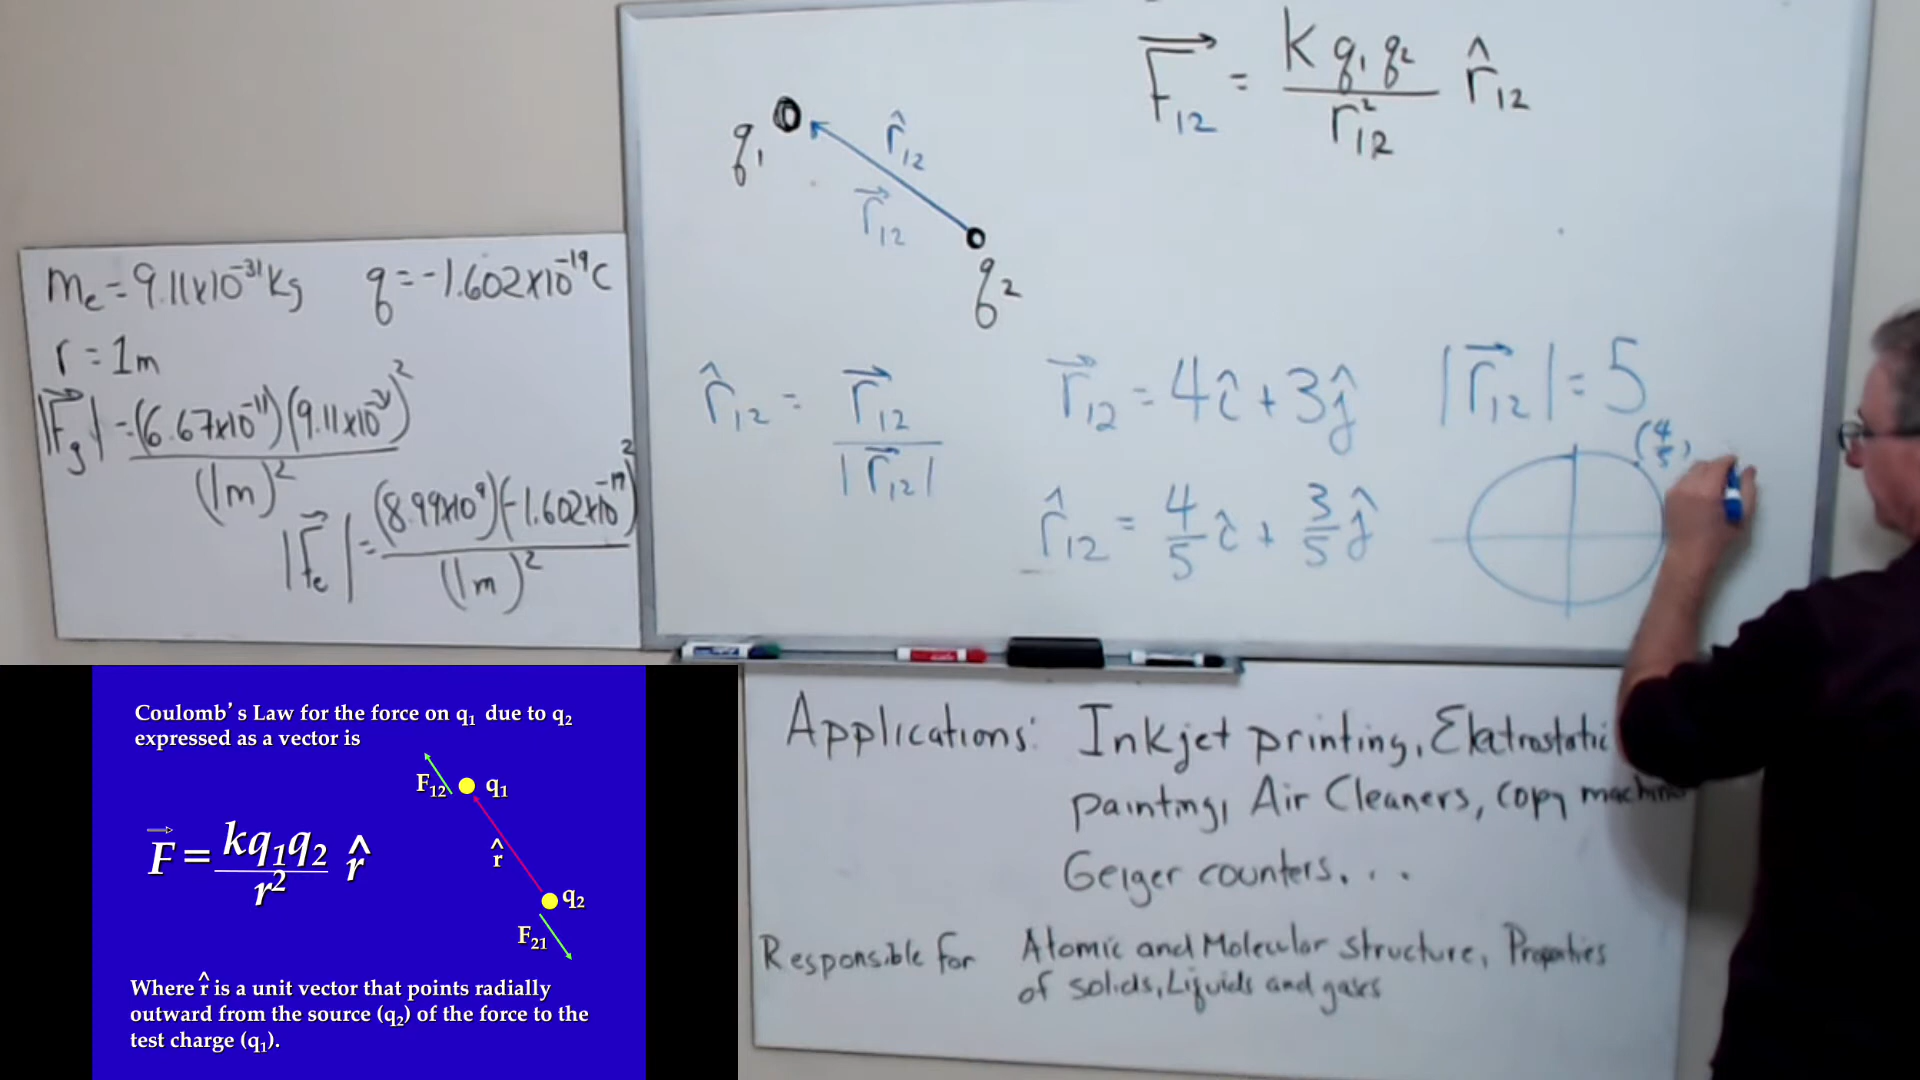 F⃗₁₂ = k q₁ q₂ / r₁₂² r̂₁₂
q₁
r̂₁₂
r⃗₁₂
q₂
mₑ = 9.11x10⁻³¹ Kg q = -1.602x10⁻¹⁹ C
r = 1m
|F⃗g| = (6.67x10⁻¹¹)(9.11x10⁻³¹)² / (1m)²
|F⃗e| = (8.99x10⁹)(-1.602x10⁻¹⁹)² / (1m)²
r̂₁₂ = r⃗₁₂ / |r⃗₁₂|
r⃗₁₂ = 4î + 3ĵ
|r⃗₁₂| = 5
r̂₁₂ = 4/5 î + 3/5 ĵ
(4/5,
Coulomb's Law for the force on q₁ due to q₂
expressed as a vector is
F₁₂ q₁
F⃗ = kq₁q₂ / r² r̂
r̂
q₂
F₂₁
Where r̂ is a unit vector that points radially
outward from the source (q₂) of the force to the
test charge (q₁).
Applications: Inkjet printing, Elatrostatic
painting, Air Cleaners, Copy machin
Geiger counters. . .
Responsible for Atomic and Molecular structure, Properties
of solids, Liquids and gases